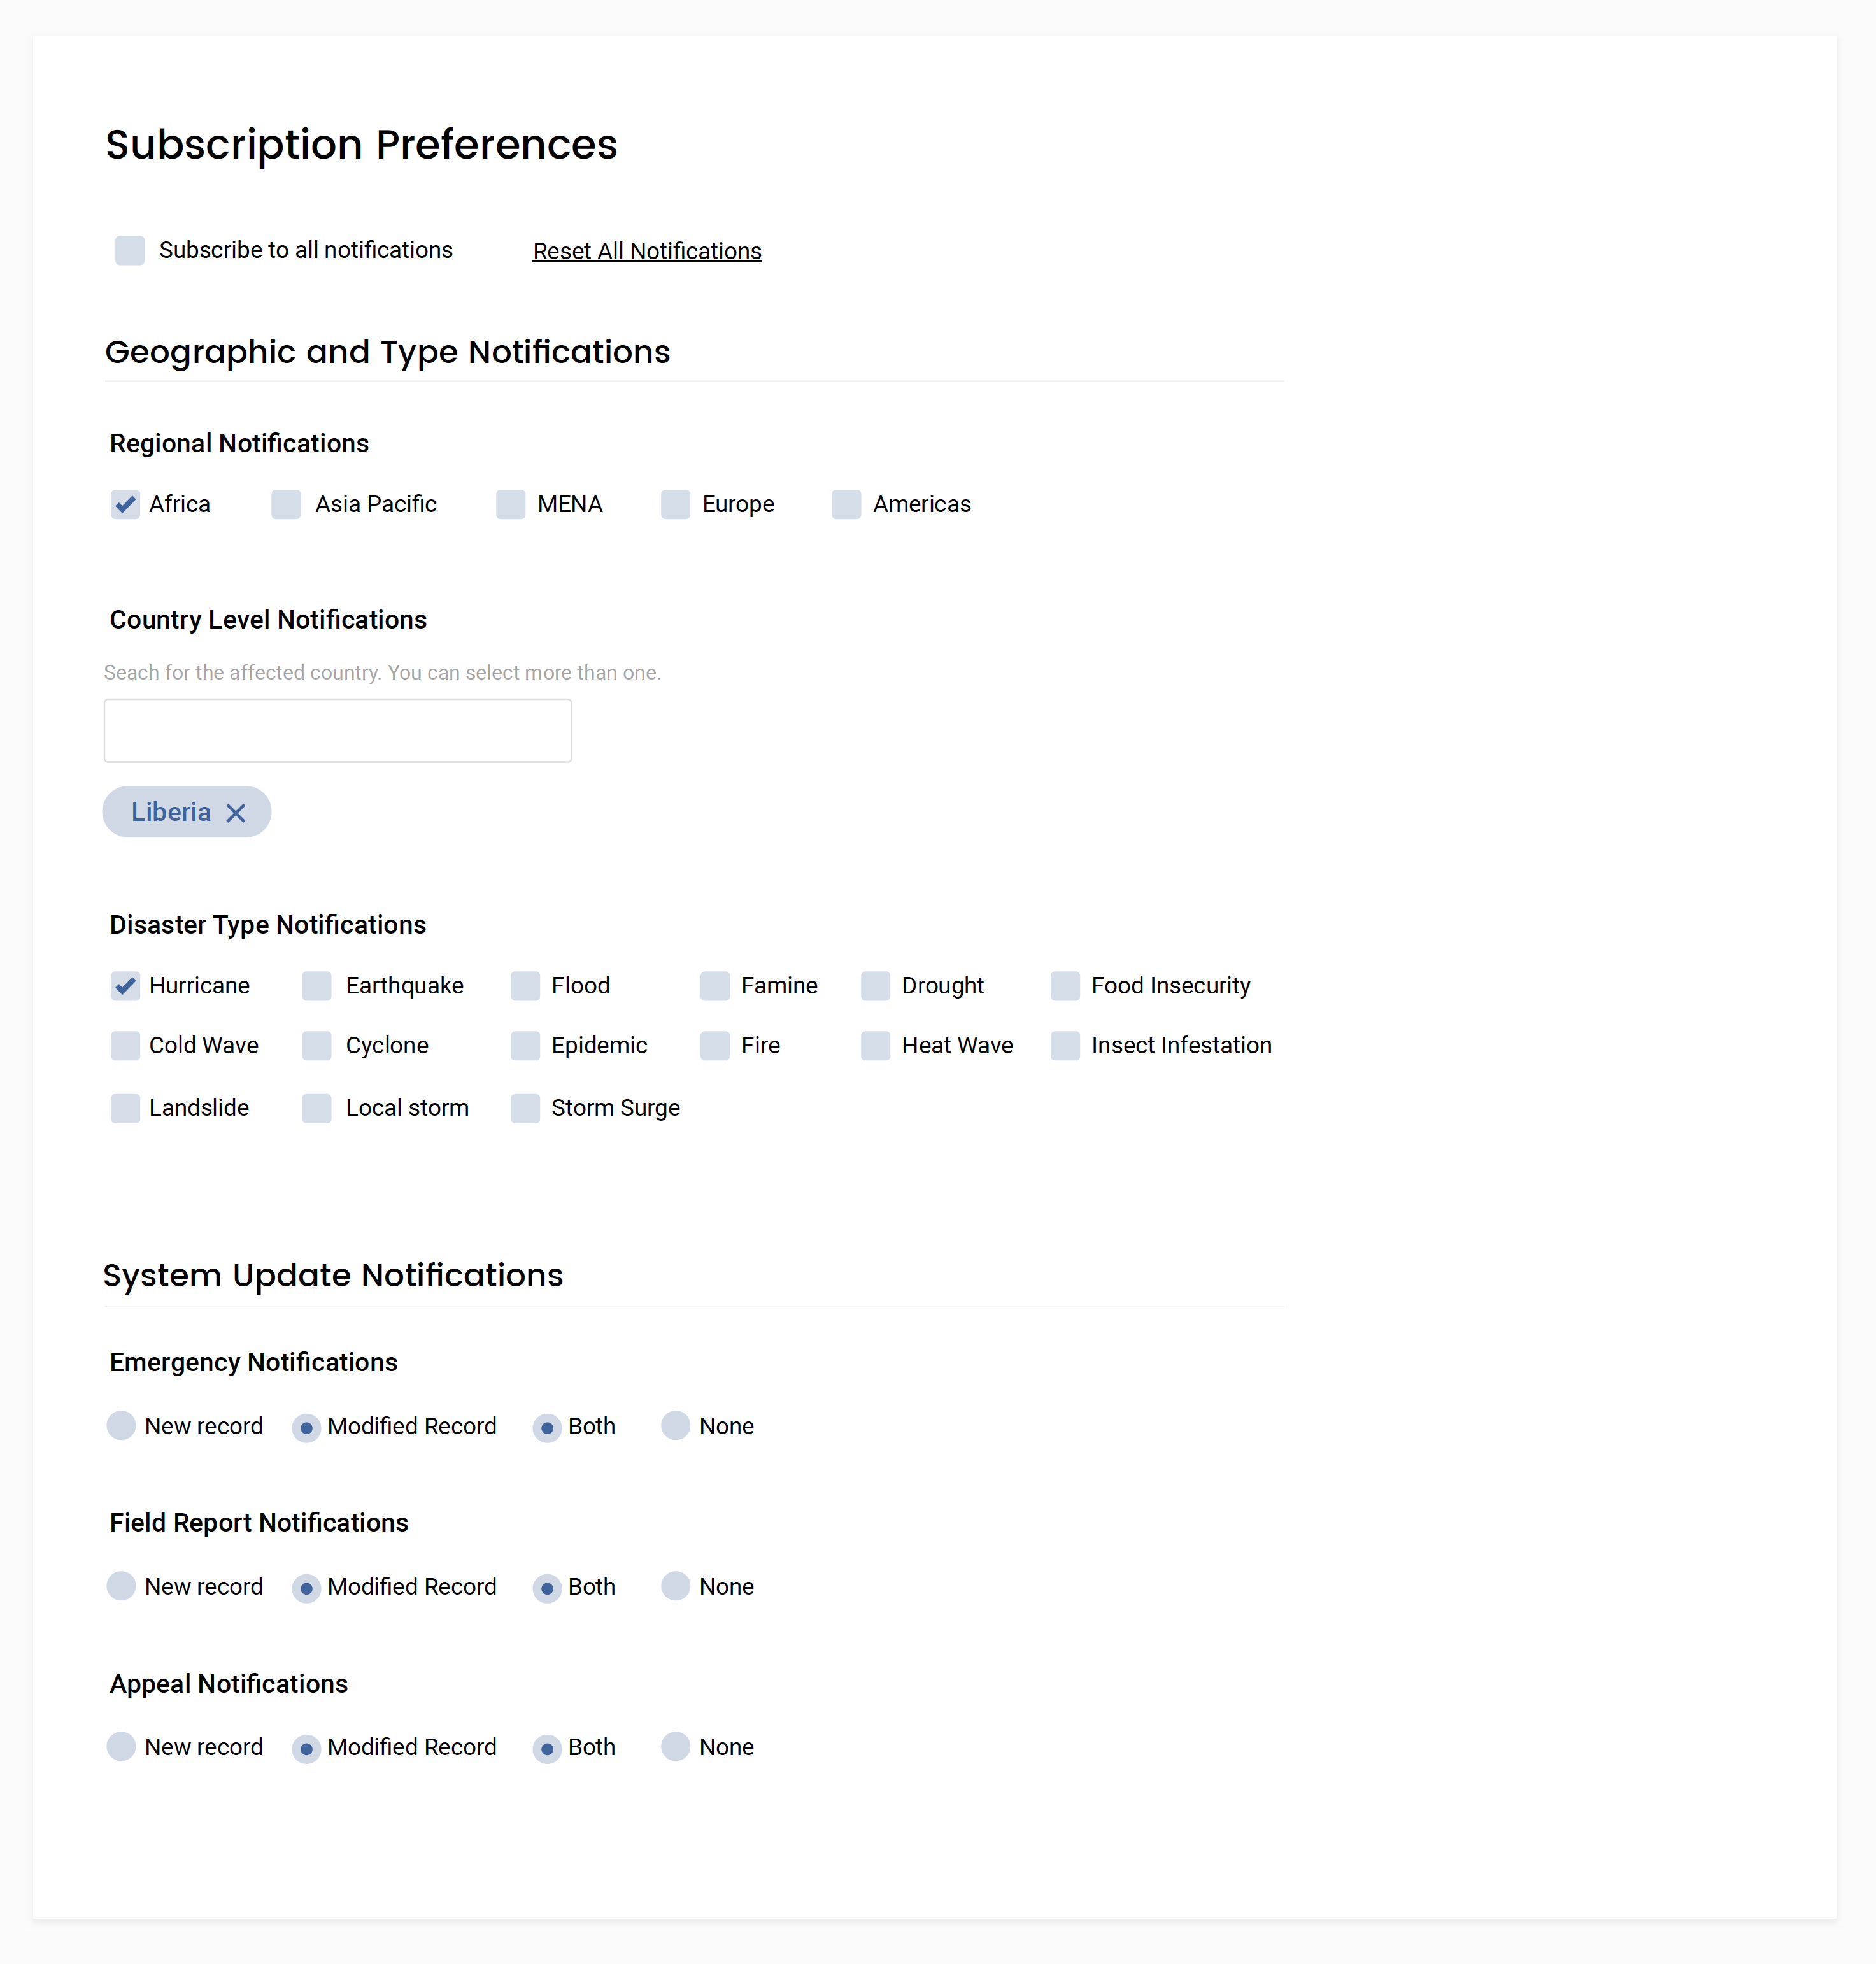 Subscription Preferences
Subscribe to all notifications Reset All Notifications
Geographic and Type Notifications
Regional Notifications
Africa Asia Pacific MENA Europe Americas
Country Level Notifications
Seach for the affected country. You can select more than one.
Liberia
Disaster Type Notifications
Hurricane Earthquake Flood Famine Drought Food Insecurity
Cold Wave Cyclone Epidemic Fire Heat Wave Insect Infestation
Landslide Local storm Storm Surge
System Update Notifications
Emergency Notifications
New record Modified Record Both None
Field Report Notifications
New record Modified Record Both None
Appeal Notifications
New record Modified Record Both None